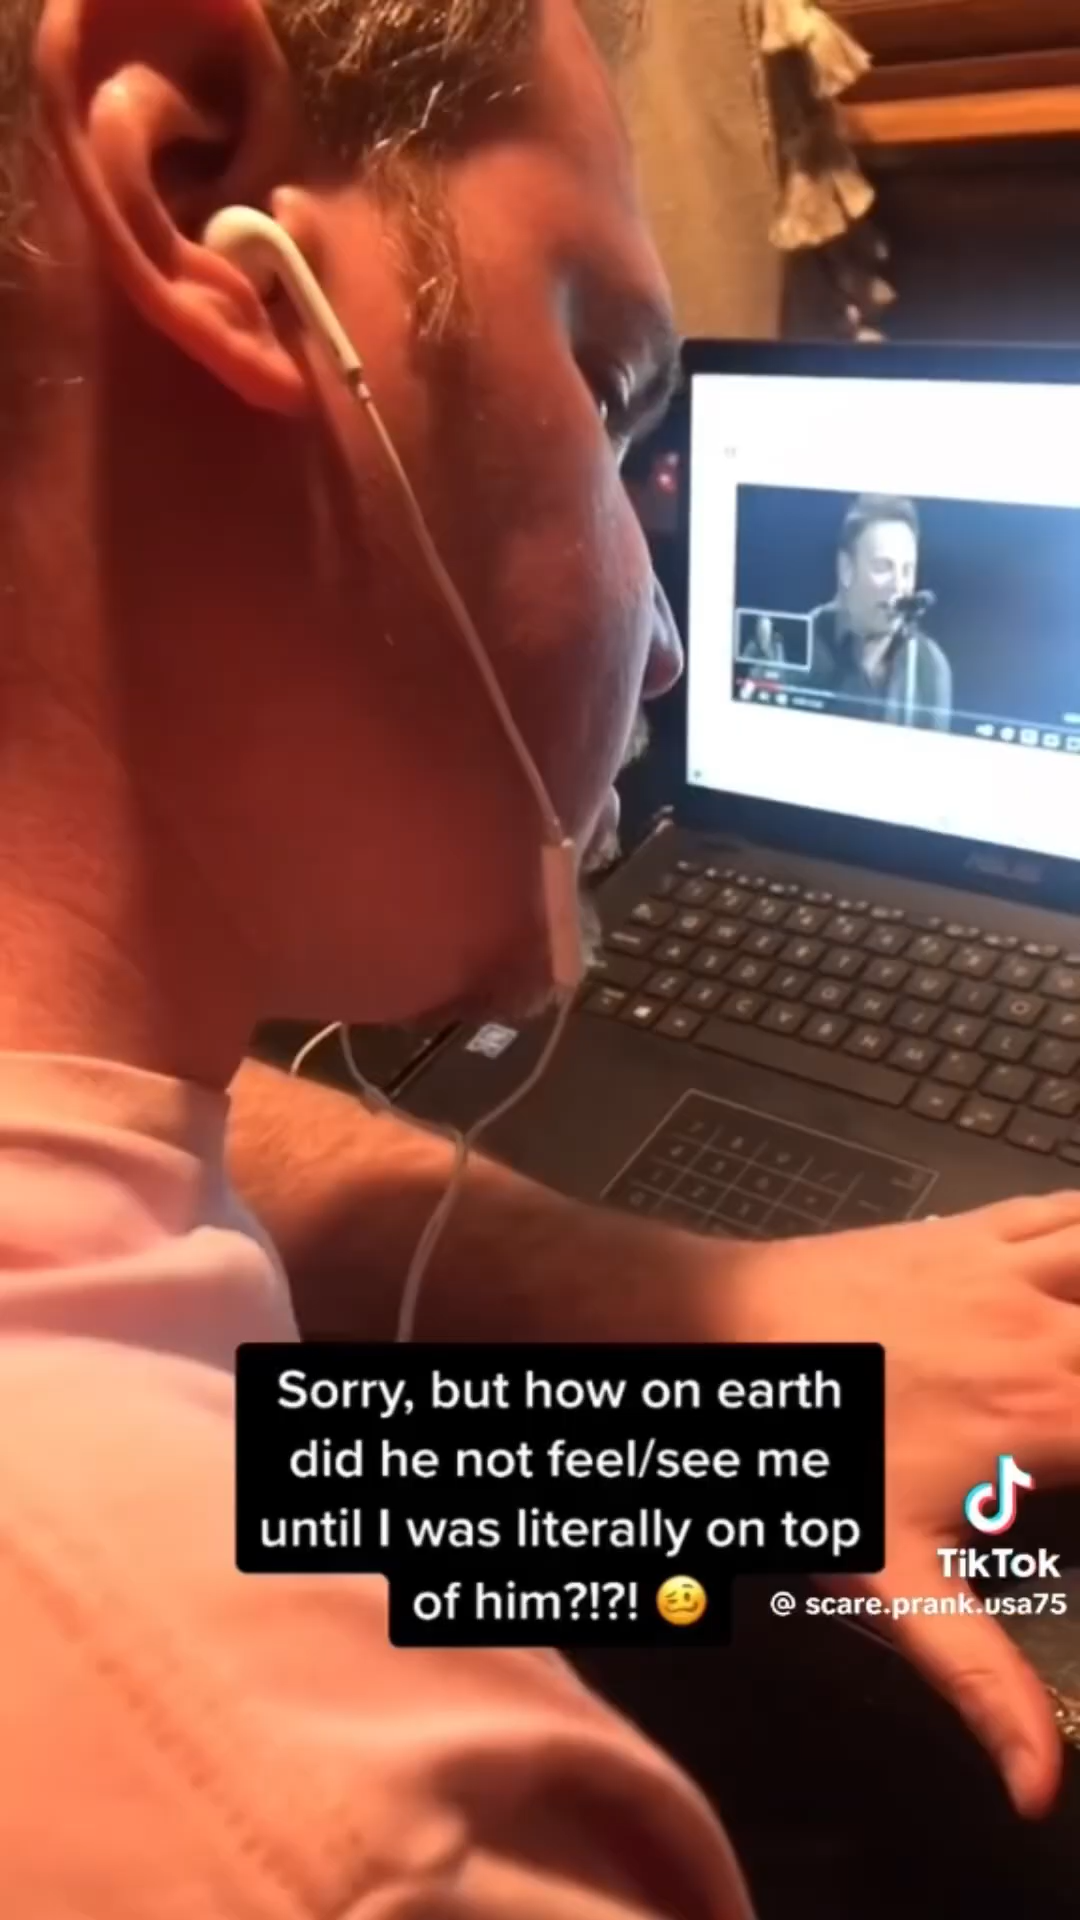 Sorry, but how on earth
did he not feel/see me
until I was literally on top
of him?!?! 🥴
TikTok
@ scare.prank.usa75